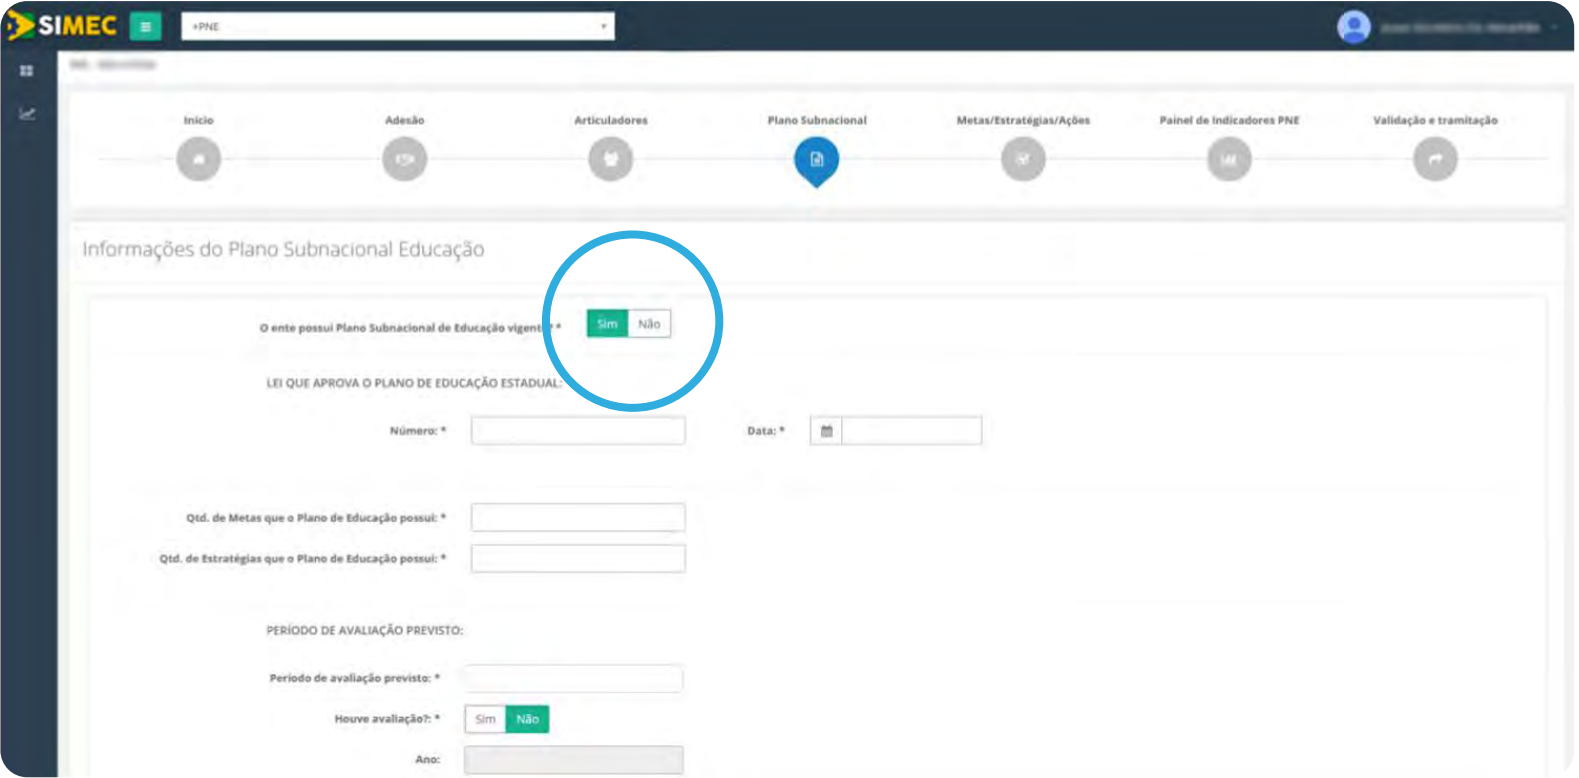 SIMEC
+PNE
Início
Adesão
Articuladores
Plano Subnacional
Metas/Estratégias/Ações
Painel de Indicadores PNE
Validação e tramitação
Informações do Plano Subnacional Educação
O ente possui Plano Subnacional de Educação vigent * Sim Não
LEI QUE APROVA O PLANO DE EDUCAÇÃO ESTADUAL:
Número: * Data: *
Qtd. de Metas que o Plano de Educação possui: *
Qtd. de Estratégias que o Plano de Educação possui: *
PERÍODO DE AVALIAÇÃO PREVISTO:
Período de avaliação previsto: *
Houve avaliação?: * Sim Não
Ano: